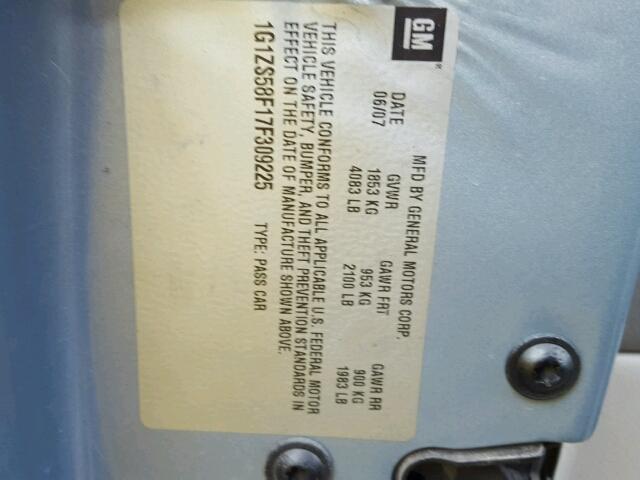 GM
MFD BY GENERAL MOTORS CORP.
DATE GVWR GAWR FRT GAWR RR
06/07 1853 KG 953 KG 900 KG
4083 LB 2100 LB 1983 LB
THIS VEHICLE CONFORMS TO ALL APPLICABLE U.S. FEDERAL MOTOR
VEHICLE SAFETY, BUMPER, AND THEFT PREVENTION STANDARDS IN
EFFECT ON THE DATE OF MANUFACTURE SHOWN ABOVE.
1G1ZS58F17F309225 TYPE: PASS CAR